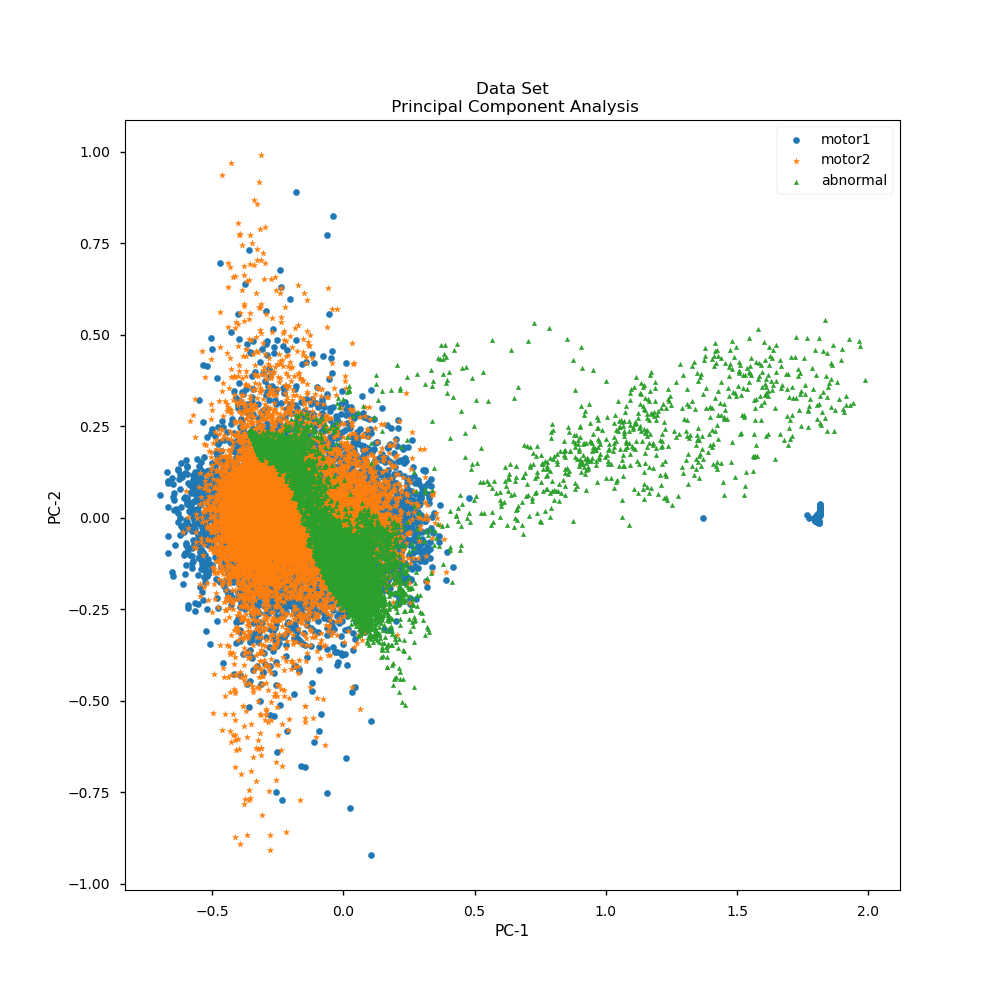 Data Set
Principal Component Analysis
motor1
motor2
abnormal
1.00
0.75
0.50
0.25
0.00
−0.25
−0.50
−0.75
−1.00
PC-2
−0.5
0.0
0.5
1.0
1.5
2.0
PC-1